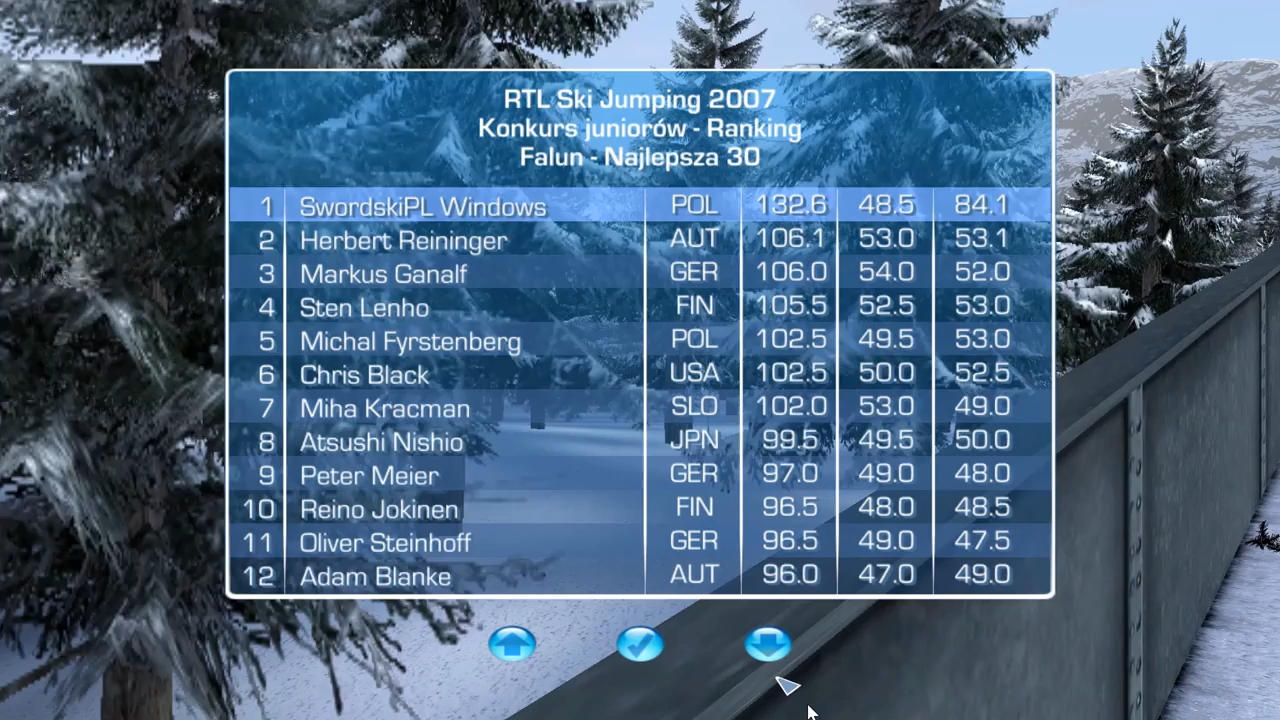 RTL Ski Jumping 2007
Konkurs juniorów - Ranking
Falun - Najlepsza 30
1 SwordskiPL Windows POL 132.6 48.5 84.1
2 Herbert Reininger AUT 106.1 53.0 53.1
3 Markus Ganalf GER 106.0 54.0 52.0
4 Sten Lenho FIN 105.5 52.5 53.0
5 Michal Fyrstenberg POL 102.5 49.5 53.0
6 Chris Black USA 102.5 50.0 52.5
7 Miha Kracman SLO 102.0 53.0 49.0
8 Atsushi Nishio JPN 99.5 49.5 50.0
9 Peter Meier GER 97.0 49.0 48.0
10 Reino Jokinen FIN 96.5 48.0 48.5
11 Oliver Steinhoff GER 96.5 49.0 47.5
12 Adam Blanke AUT 96.0 47.0 49.0